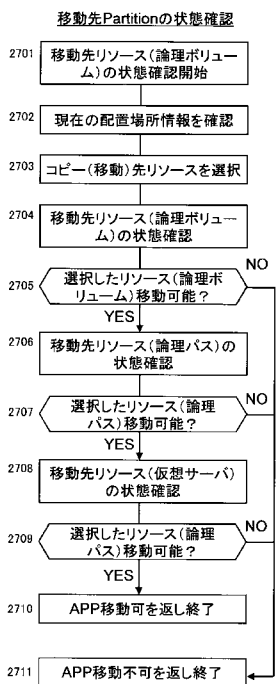 移動先Partitionの状態確認
2701
移動先リソース(論理ボリュー
ム)の状態確認開始
2702
現在の配置場所情報を確認
2703
コピー(移動)先リソースを選択
2704
移動先リソース(論理ボリュー
ム)の状態確認
2705
選択したリソース(論理ボ
リューム)移動可能?
NO
YES
2706
移動先リソース(論理パス)の
状態確認
2707
選択したリソース(論理
パス)移動可能?
NO
YES
2708
移動先リソース(仮想サーバ)
の状態確認
2709
選択したリソース(論理
パス)移動可能?
NO
YES
2710
APP移動可を返し終了
2711
APP移動不可を返し終了